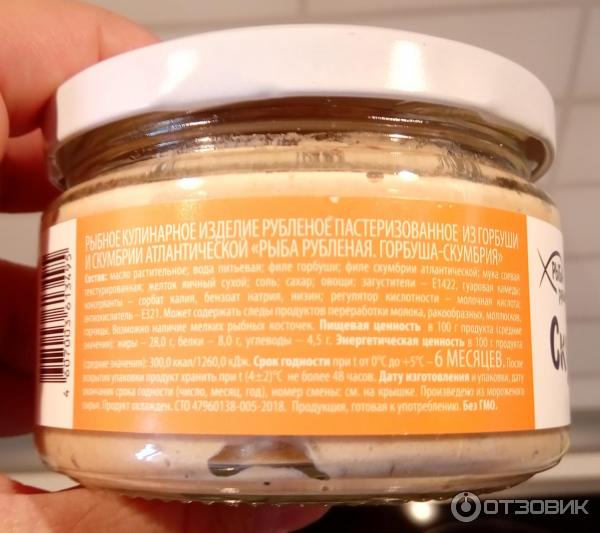 РЫБНОЕ КУЛИНАРНОЕ ИЗДЕЛИЕ РУБЛЕНОЕ ПАСТЕРИЗОВАННОЕ ИЗ ГОРБУШИ
И СКУМБРИИ АТЛАНТИЧЕСКОЙ «РЫБА РУБЛЕНАЯ. ГОРБУША-СКУМБРИЯ»
Состав: масло растительное, вода питьевая; филе горбуши; филе скумбрии атлантической; мука соевая
текстурированная; желток яичный сухой; соль; сахар; овощи; загустители – Е1422, гуаровая камедь;
консерванты – сорбат калия, бензоат натрия, низин; регулятор кислотности – молочная кислота;
антиокислитель – Е321. Может содержать следы продуктов переработки молока, ракообразных, моллюсков,
горчицы. Возможно наличие мелких рыбных косточек. Пищевая ценность в 100 г продукта (средние
значения): жиры – 28,0 г, белки – 8,0 г, углеводы – 4,5 г. Энергетическая ценность в 100 г продукта
(средние значения): 300,0 ккал/1260,0 кДж. Срок годности при t от 0°С до +5°С – 6 МЕСЯЦЕВ. После
вскрытия упаковки продукт хранить при t (4±2)°С не более 48 часов. Дату изготовления и упаковки, дату
окончания срока годности (число, месяц, год), номер смены: см. на крышке. Произведено из мороженого
сырья. Продукт охлажден. СТО 47960138-005-2018. Продукция, готовая к употреблению. Без ГМО.
4 607003 613495
Ск
ОТЗОВИК